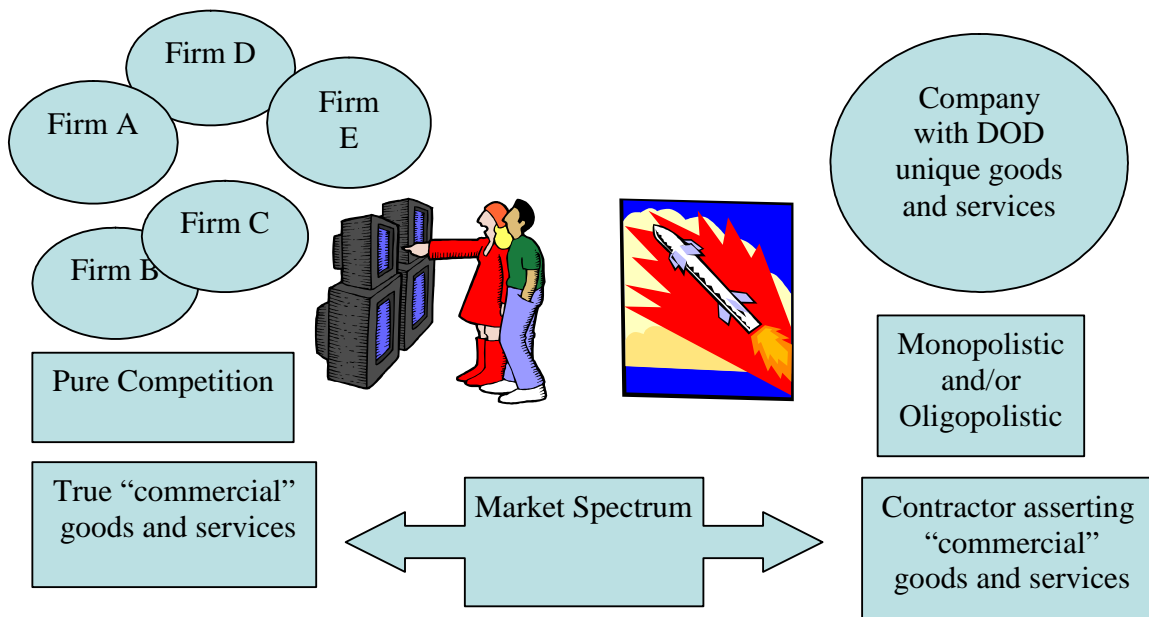 Firm D
Firm A
Firm
E
Firm C
Firm B
Company
with DOD
unique goods
and services
Pure Competition
Monopolistic
and/or
Oligopolistic
True “commercial”
goods and services
Market Spectrum
Contractor asserting
“commercial”
goods and services